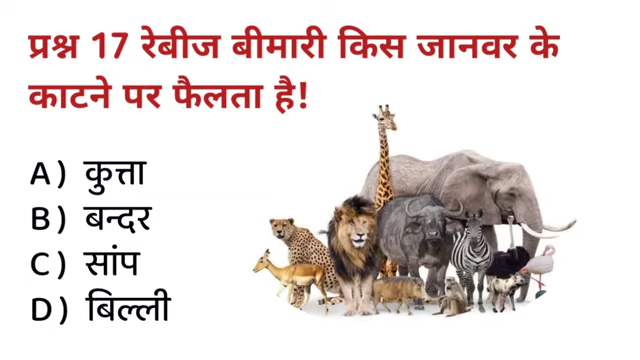 प्रश्न 17 रेबीज बीमारी किस जानवर के
काटने पर फैलता है!
A) कुत्ता
B) बन्दर
C) सांप
D) बिल्ली